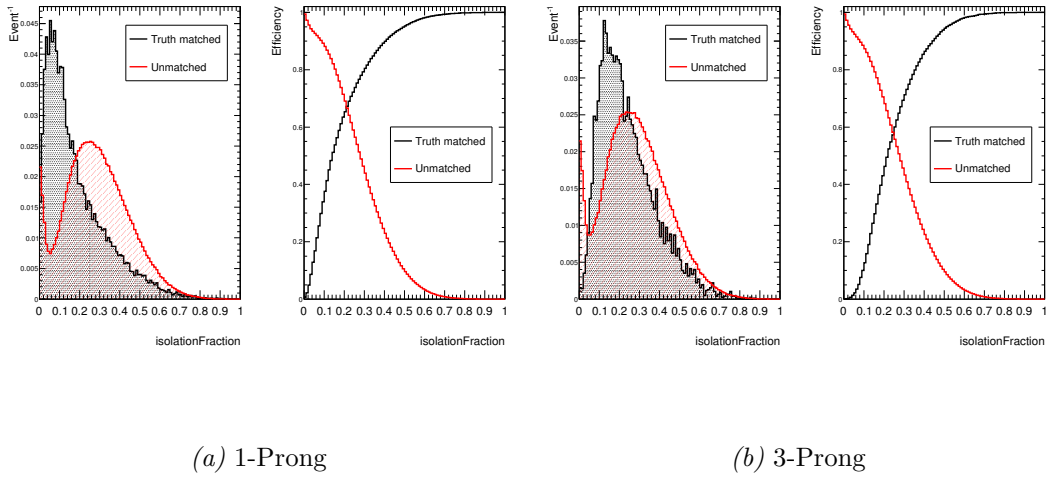 Event⁻¹
0.045
0.04
0.035
0.03
0.025
0.02
0.015
0.01
0.005
0
0 0.1 0.2 0.3 0.4 0.5 0.6 0.7 0.8 0.9 1
isolationFraction
Truth matched
Unmatched
Efficiency
1
0.8
0.6
0.4
0.2
0
0 0.1 0.2 0.3 0.4 0.5 0.6 0.7 0.8 0.9 1
isolationFraction
Truth matched
Unmatched
(a) 1-Prong
Event⁻¹
0.035
0.03
0.025
0.02
0.015
0.01
0.005
0
0 0.1 0.2 0.3 0.4 0.5 0.6 0.7 0.8 0.9 1
isolationFraction
Truth matched
Unmatched
Efficiency
1
0.8
0.6
0.4
0.2
0
0 0.1 0.2 0.3 0.4 0.5 0.6 0.7 0.8 0.9 1
isolationFraction
Truth matched
Unmatched
(b) 3-Prong